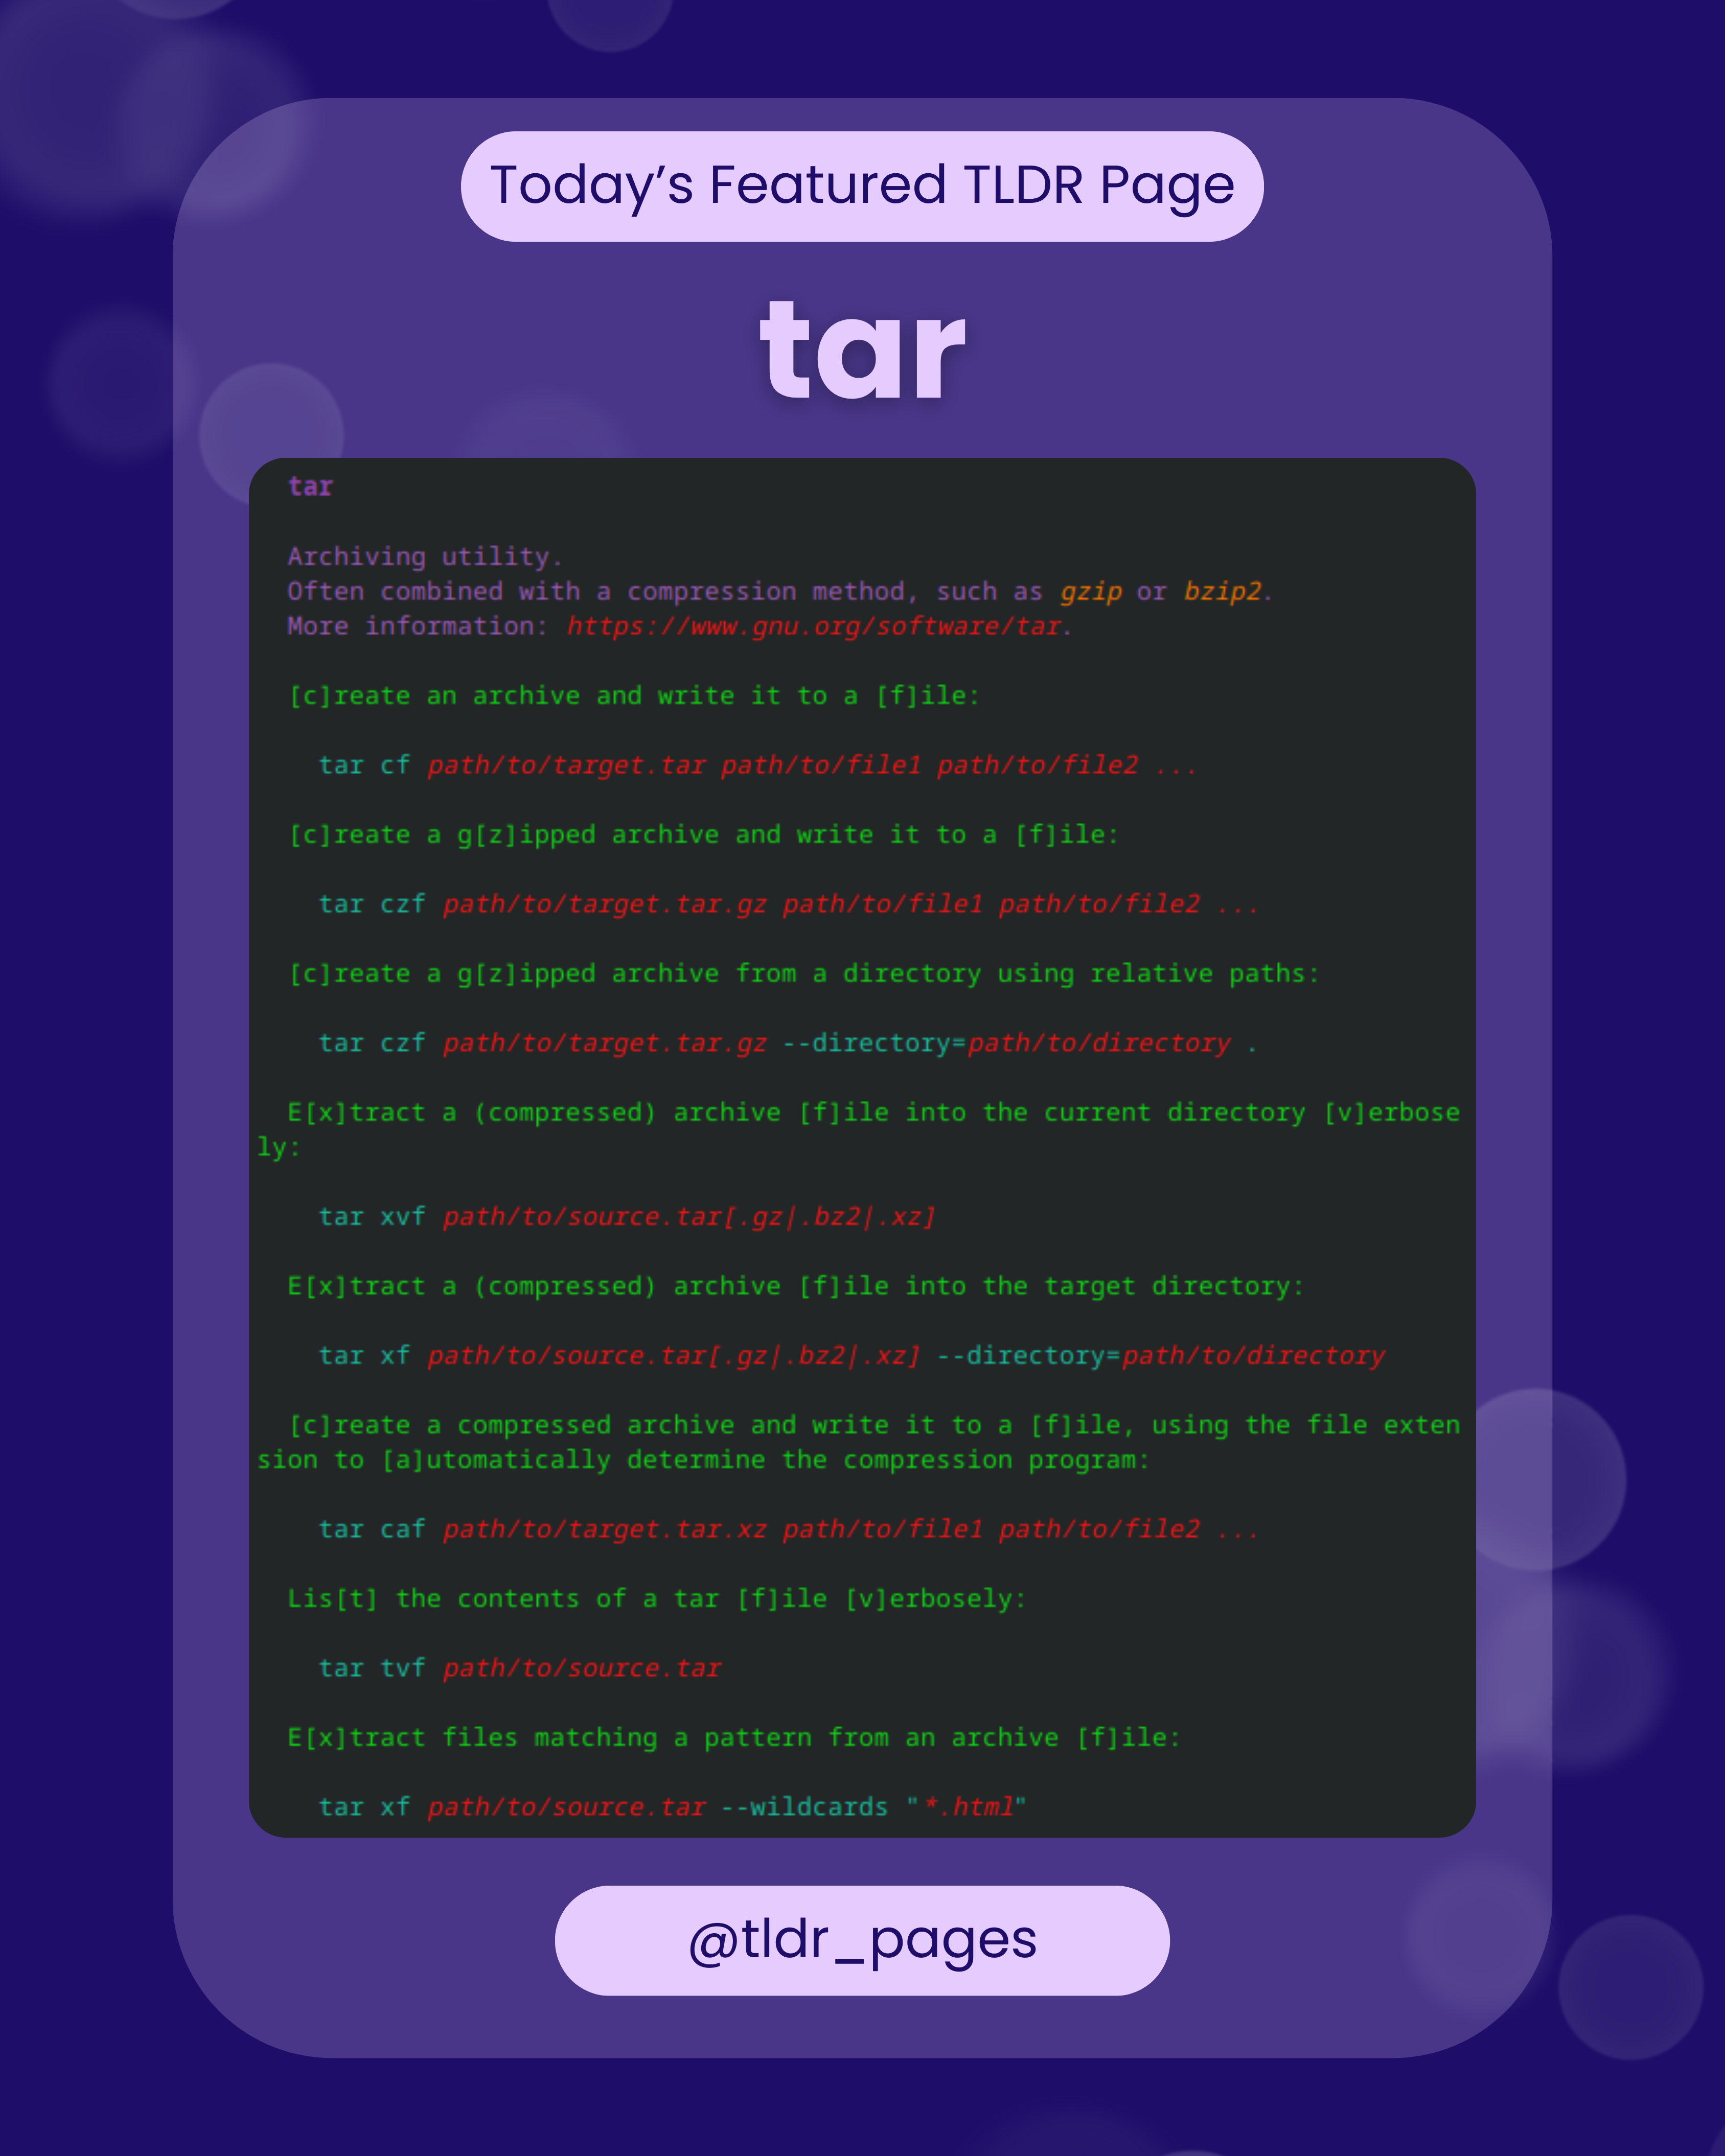 Today’s Featured TLDR Page
tar
tar
Archiving utility.
Often combined with a compression method, such as gzip or bzip2.
More information: https://www.gnu.org/software/tar.
[c]reate an archive and write it to a [f]ile:
tar cf path/to/target.tar path/to/file1 path/to/file2 ...
[c]reate a g[z]ipped archive and write it to a [f]ile:
tar czf path/to/target.tar.gz path/to/file1 path/to/file2 ...
[c]reate a g[z]ipped archive from a directory using relative paths:
tar czf path/to/target.tar.gz --directory=path/to/directory .
E[x]tract a (compressed) archive [f]ile into the current directory [v]erbose
ly:
tar xvf path/to/source.tar[.gz|.bz2|.xz]
E[x]tract a (compressed) archive [f]ile into the target directory:
tar xf path/to/source.tar[.gz|.bz2|.xz] --directory=path/to/directory
[c]reate a compressed archive and write it to a [f]ile, using the file exten
sion to [a]utomatically determine the compression program:
tar caf path/to/target.tar.xz path/to/file1 path/to/file2 ...
Lis[t] the contents of a tar [f]ile [v]erbosely:
tar tvf path/to/source.tar
E[x]tract files matching a pattern from an archive [f]ile:
tar xf path/to/source.tar --wildcards "*.html"
@tldr_pages